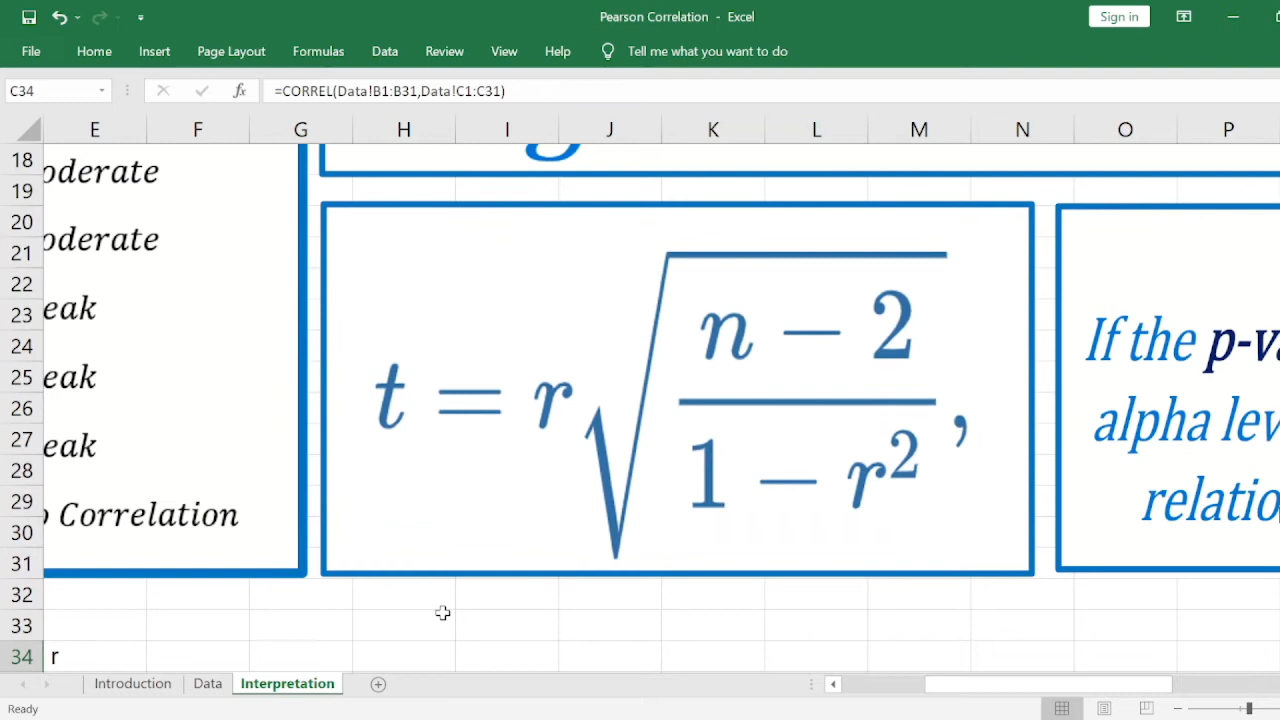 Pearson Correlation - Excel
Sign in
File Home Insert Page Layout Formulas Data Review View Help Tell me what you want to do
C34 fx =CORREL(Data!B1:B31,Data!C1:C31)
E F G H I J K L M N O P
18
19
20
21
22
23
24
25
26
27
28
29
30
31
32
33
34 r
oderate
oderate
eak
eak
eak
o Correlation
t = r √((n − 2)/(1 − r²)),
If the p-va
alpha lev
relatio
Introduction Data Interpretation
Ready